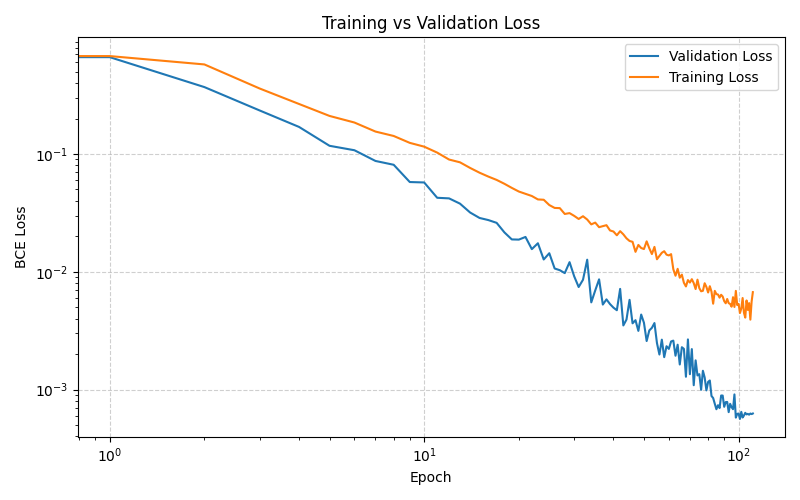 Training vs Validation Loss
Validation Loss
Training Loss
BCE Loss
10⁻¹
10⁻²
10⁻³
10⁰
10¹
10²
Epoch